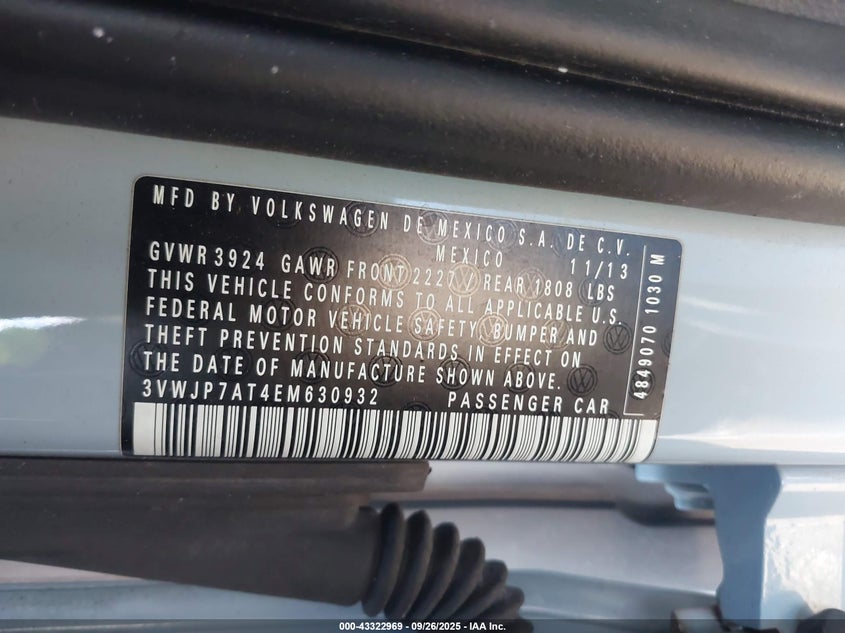 MFD BY VOLKSWAGEN DE MEXICO S.A. DE C.V.
MEXICO
11/13
GVWR 3924 GAWR FRONT 2227 / REAR 1808 LBS
THIS VEHICLE CONFORMS TO ALL APPLICABLE U.S.
FEDERAL MOTOR VEHICLE SAFETY, BUMPER AND
THEFT PREVENTION STANDARDS IN EFFECT ON
THE DATE OF MANUFACTURE SHOWN ABOVE.
3VWJP7AT4EM630932 PASSENGER CAR
4849070 1030 M
000-43322969 - 09/26/2025 - IAA Inc.